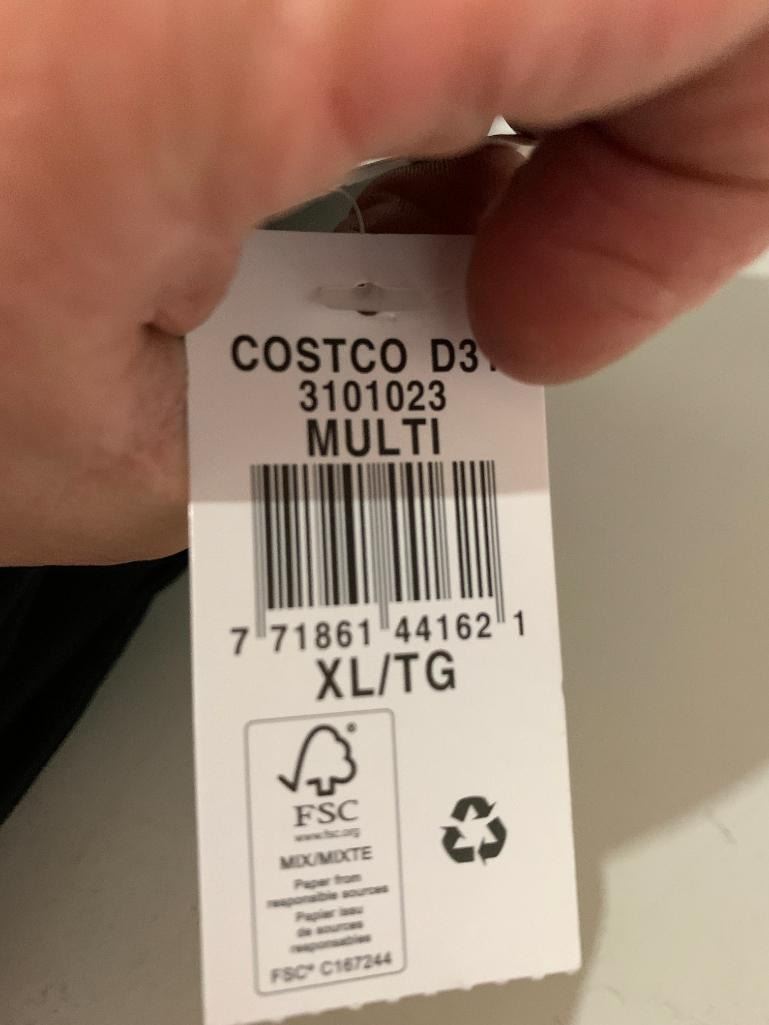 COSTCO D3
3101023
MULTI
7 71861 44162 1
XL/TG
FSC®
www.fsc.org
MIX/MIXTE
Paper from
responsible sources
Papier issu
de sources
responsables
FSC® C167244